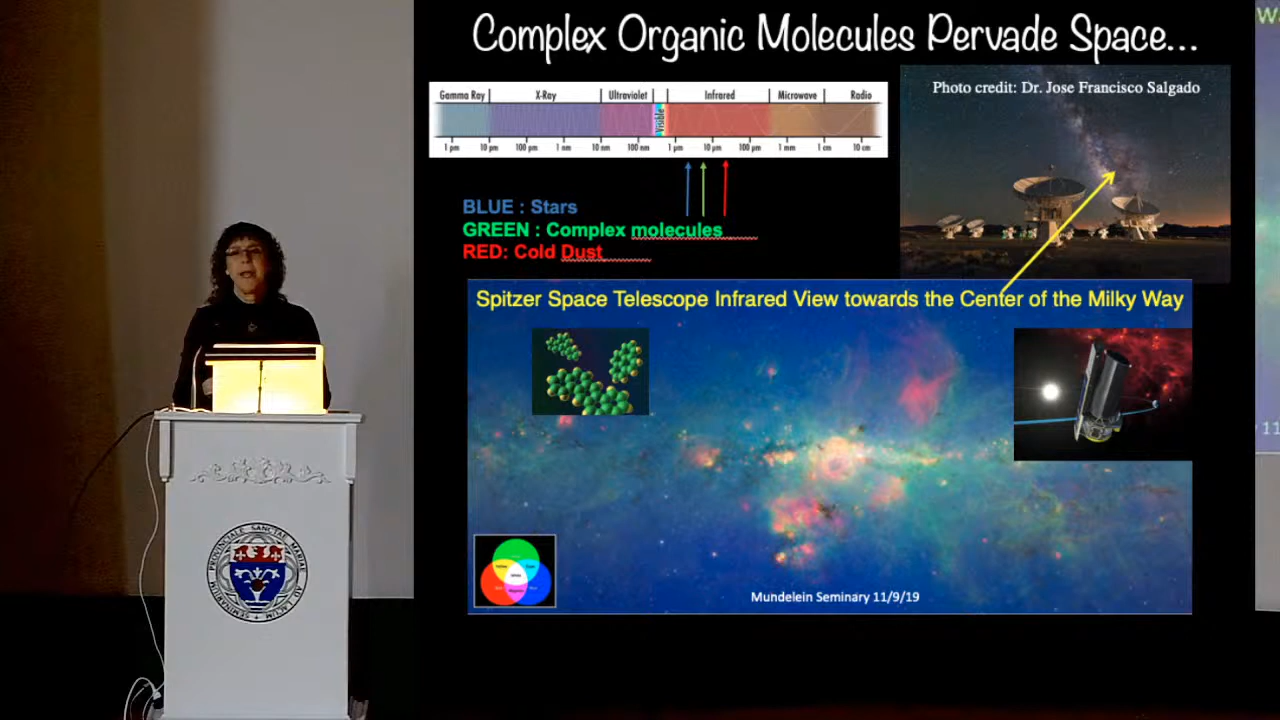 Complex Organic Molecules Pervade Space...
Gamma Ray X-Ray Ultraviolet Visible Infrared Microwave Radio
1 pm 10 pm 100 pm 1 nm 10 nm 100 nm 1 μm 10 μm 100 μm 1 mm 1 cm 10 cm
Photo credit: Dr. Jose Francisco Salgado
BLUE : Stars
GREEN : Complex molecules
RED: Cold Dust
Spitzer Space Telescope Infrared View towards the Center of the Milky Way
Mundelein Seminary 11/9/19
W
11